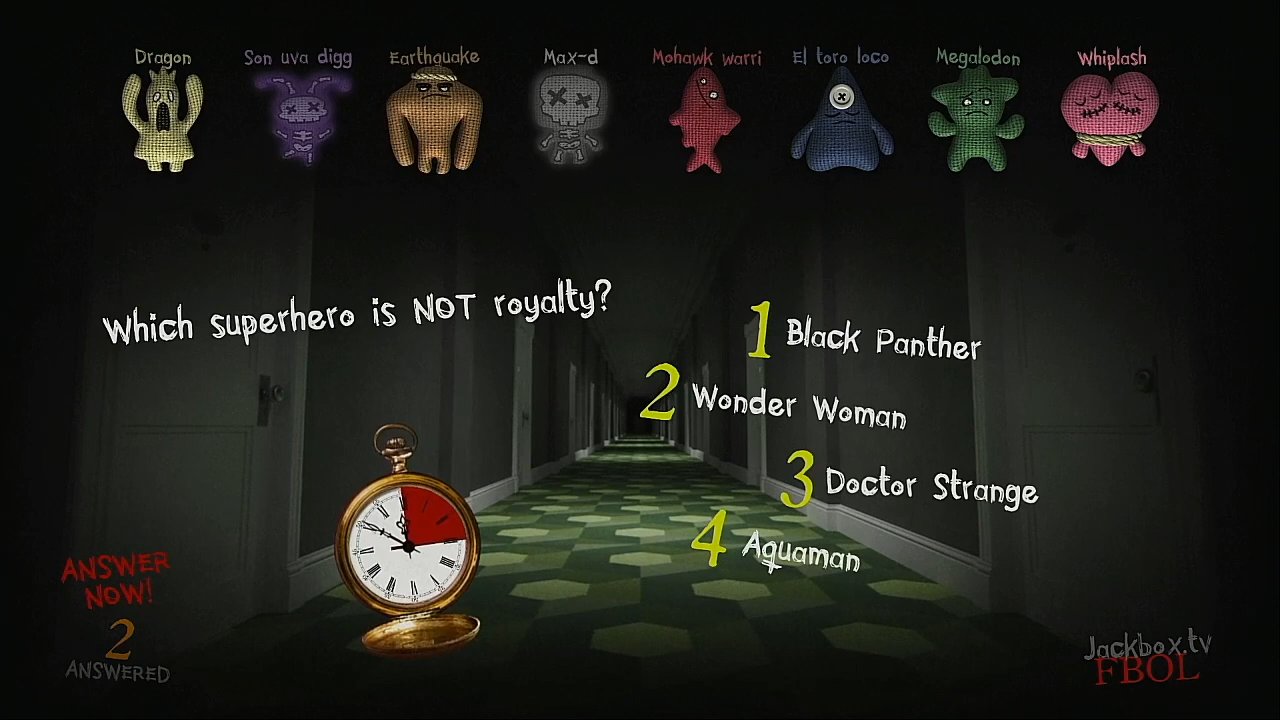 Dragon
Son uva digg
Earthquake
Max-d
Mohawk warri
El toro loco
Megalodon
Whiplash
Which superhero is NOT royalty?
1 Black Panther
2 Wonder Woman
3 Doctor Strange
4 Aquaman
ANSWER
NOW!
2
ANSWERED
Jackbox.tv
FBOL